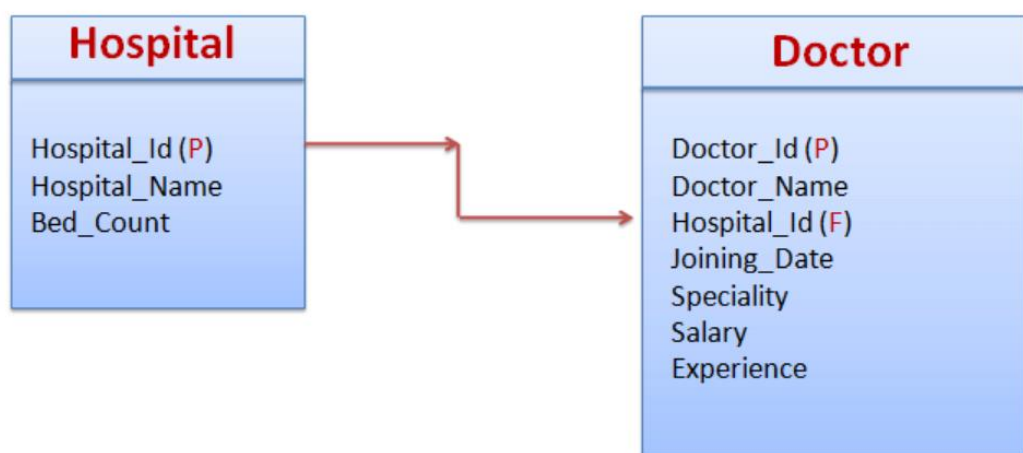 Hospital
Hospital_Id (P)
Hospital_Name
Bed_Count
Doctor
Doctor_Id (P)
Doctor_Name
Hospital_Id (F)
Joining_Date
Speciality
Salary
Experience